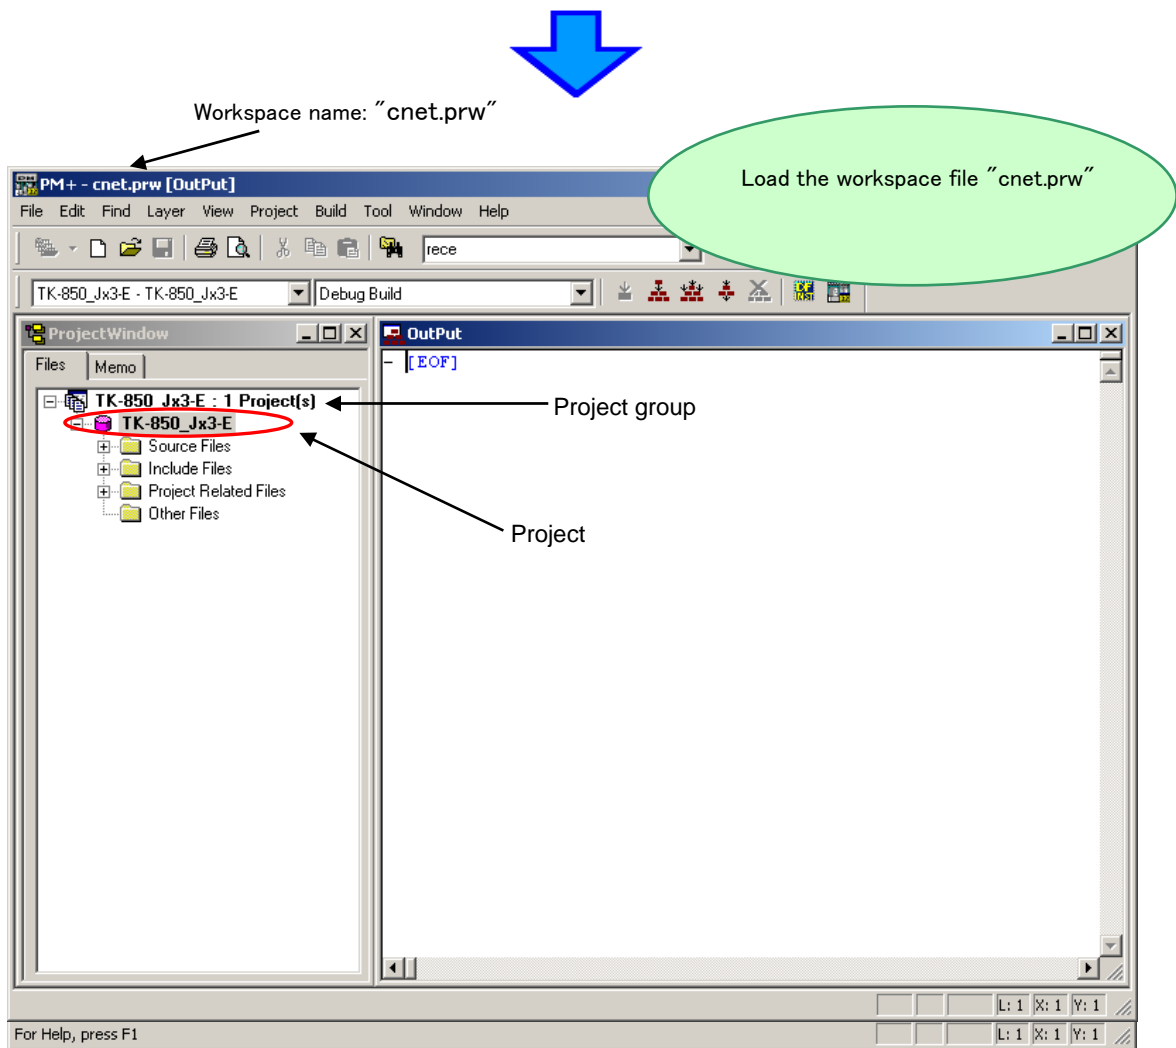 Workspace name: "cnet.prw"
Load the workspace file "cnet.prw"
PM+ - cnet.prw [OutPut]
File Edit Find Layer View Project Build Tool Window Help
rece
TK-850_Jx3-E - TK-850_Jx3-E Debug Build
ProjectWindow
OutPut
Files Memo
[EOF]
TK-850_Jx3-E : 1 Project(s)
Project group
TK-850_Jx3-E
Source Files
Include Files
Project Related Files
Other Files
Project
L: 1 X: 1 Y: 1
For Help, press F1
L: 1 X: 1 Y: 1